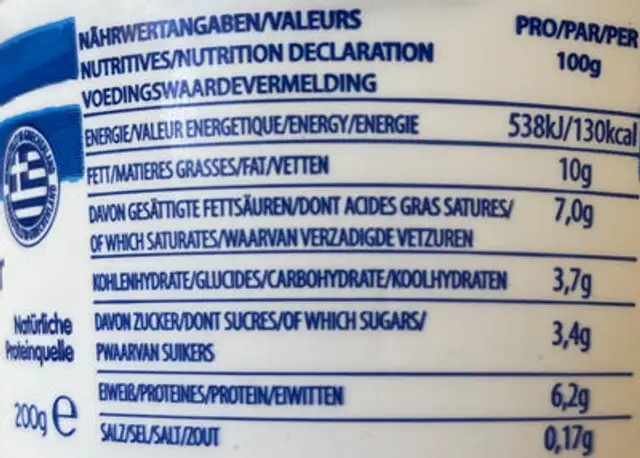 NÄHRWERTANGABEN/VALEURS
NUTRITIVES/NUTRITION DECLARATION
VOEDINGSWAARDEVERMELDING
PRO/PAR/PER
100g
ENERGIE/VALEUR ENERGETIQUE/ENERGY/ENERGIE 538kJ/130kcal
FETT/MATIERES GRASSES/FAT/VETTEN 10g
DAVON GESÄTTIGTE FETTSÄUREN/DONT ACIDES GRAS SATURES/ 7,0g
OF WHICH SATURATES/WAARVAN VERZADIGDE VETZUREN
KOHLENHYDRATE/GLUCIDES/CARBOHYDRATE/KOOLHYDRATEN 3,7g
DAVON ZUCKER/DONT SUCRES/OF WHICH SUGARS/ 3,4g
PWAARVAN SUIKERS
EIWEIß/PROTEINES/PROTEIN/EIWITTEN 6,2g
SALZ/SEL/SALT/ZOUT 0,17g
Natürliche
Proteinquelle
200g e